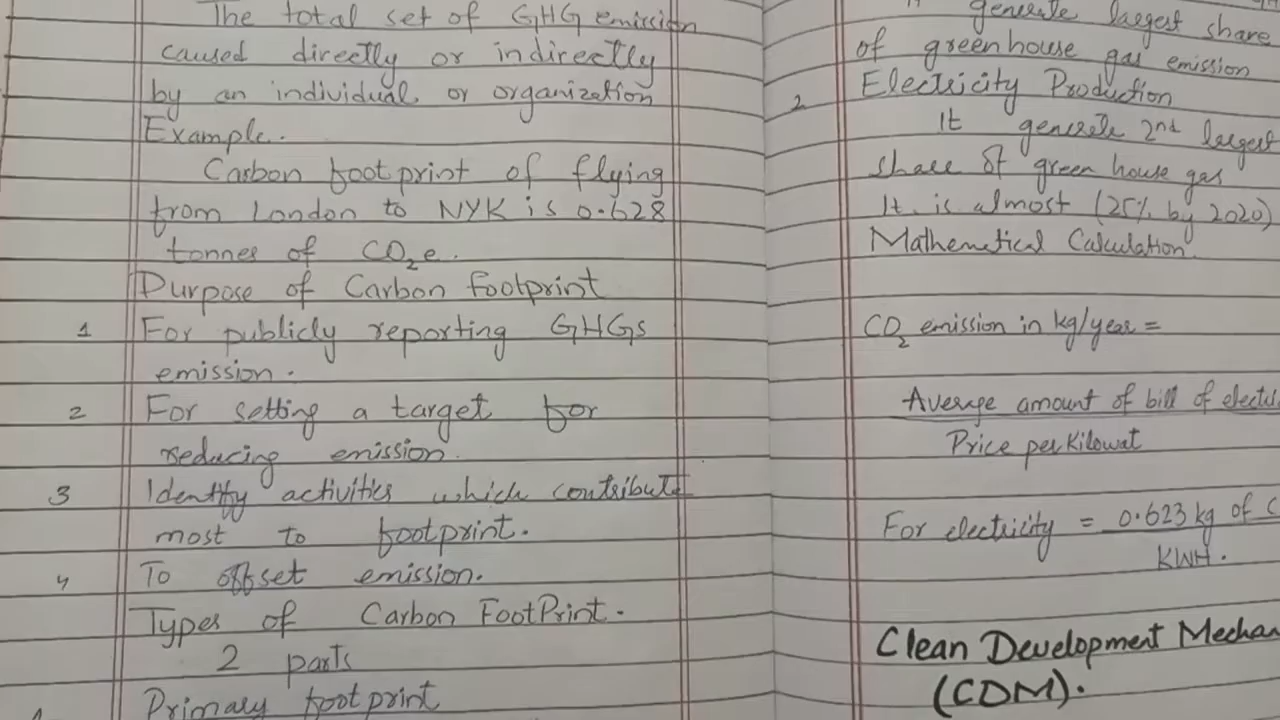 The total set of GHG emission
caused directly or indirectly
by an individual or organization
Example.
Carbon footprint of flying
from London to NYK is 0.628
tonnes of CO₂e.
Purpose of Carbon Footprint
1 For publicly reporting GHGs
emission.
2 For setting a target for
reducing emission.
3 Identify activities which contribute
most to footprint.
4 To offset emission.
Types of Carbon FootPrint.
2 parts
Primary footprint
generate largest share
of greenhouse gas emission
2 Electricity Production
It generate 2nd largest
share of green house gas
It is almost (25% by 2020)
Mathematical Calculation
CO₂ emission in kg/year =
Average amount of bill of
Price per Kilowat
For electricity = 0.623 kg of
KWH.
Clean Development
(CDM).